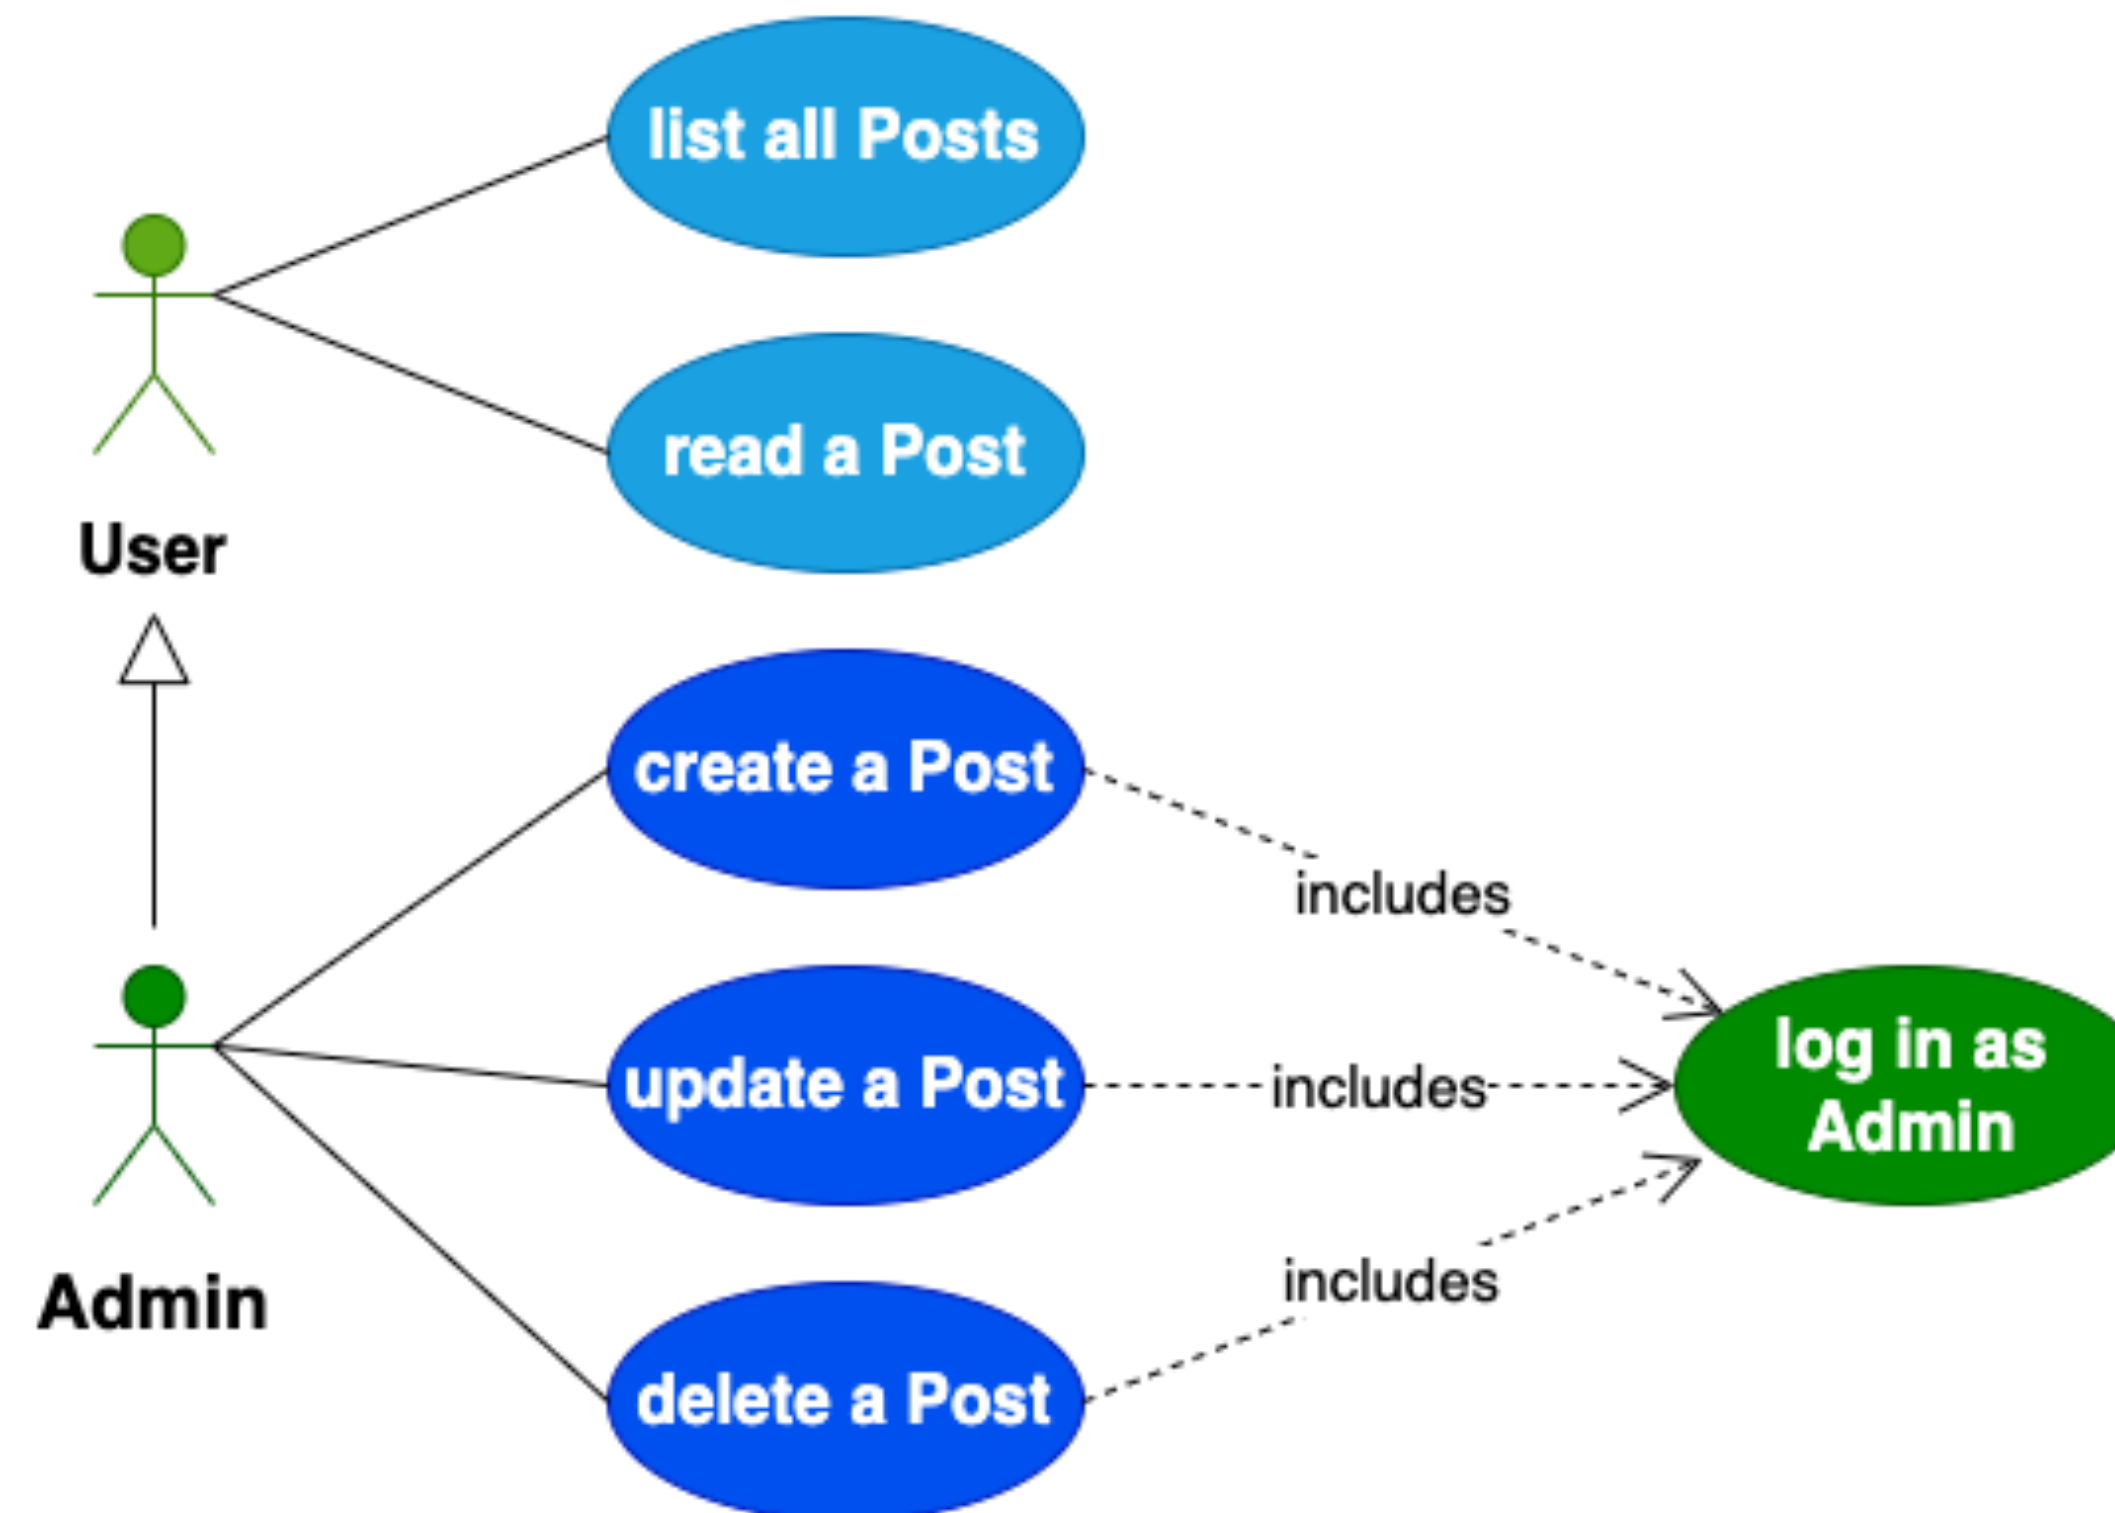 list all Posts
read a Post
User
create a Post
includes
log in as
Admin
update a Post
includes
includes
Admin
delete a Post